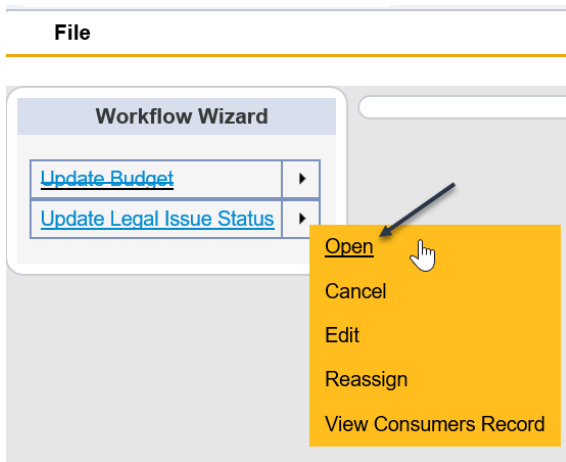 File
Workflow Wizard
Update Budget
Update Legal Issue Status
Open
Cancel
Edit
Reassign
View Consumers Record